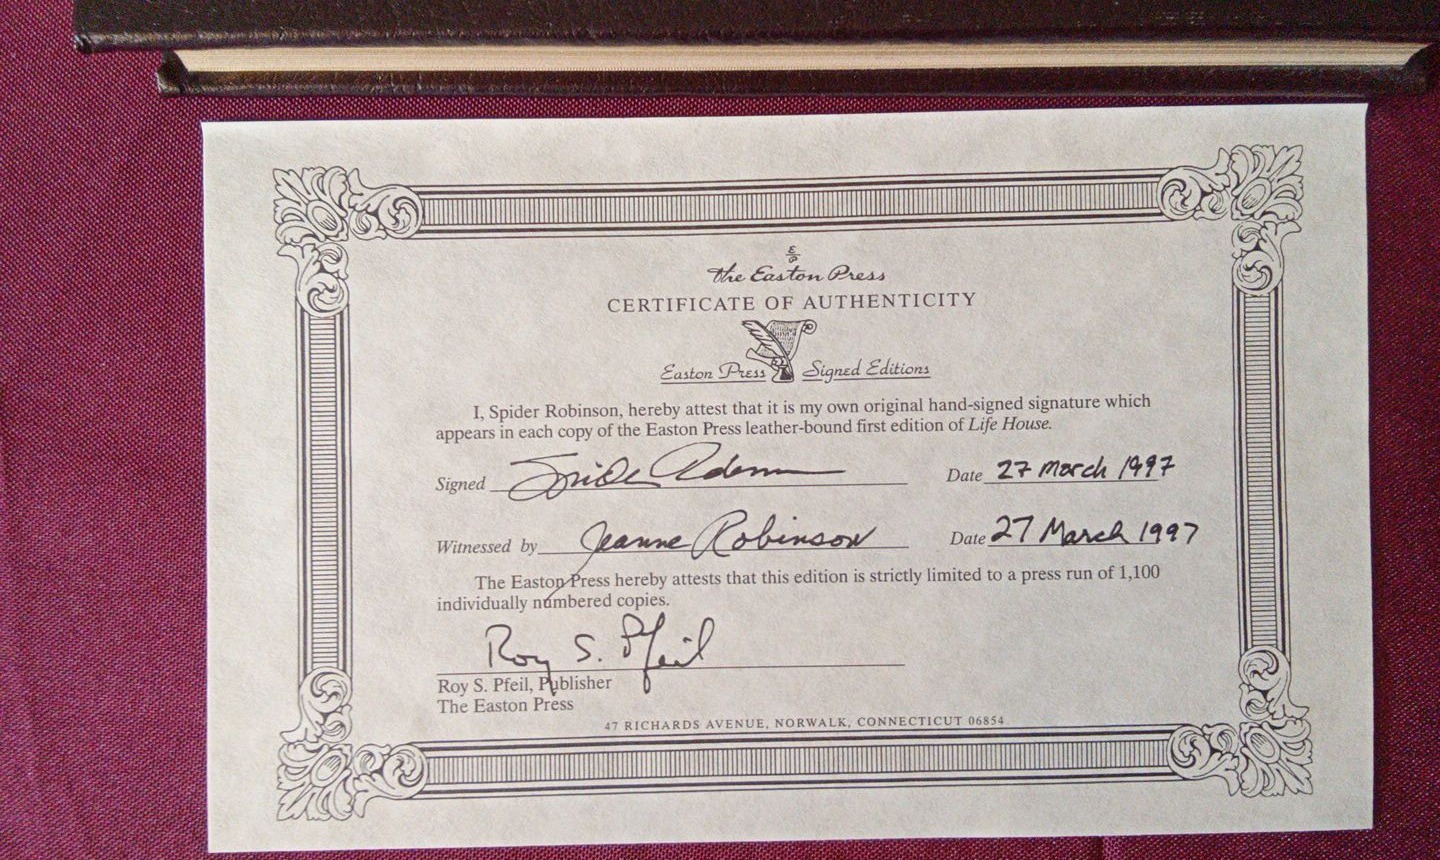 E
P
the Easton Press
CERTIFICATE OF AUTHENTICITY
Easton Press Signed Editions
I, Spider Robinson, hereby attest that it is my own original hand-signed signature which
appears in each copy of the Easton Press leather-bound first edition of Life House.
Signed Date 27 March 1997
Witnessed by Jeanne Robinson Date 27 March 1997
The Easton Press hereby attests that this edition is strictly limited to a press run of 1,100
individually numbered copies.
Roy S. Pfeil
Roy S. Pfeil, Publisher
The Easton Press
47 RICHARDS AVENUE, NORWALK, CONNECTICUT 06854